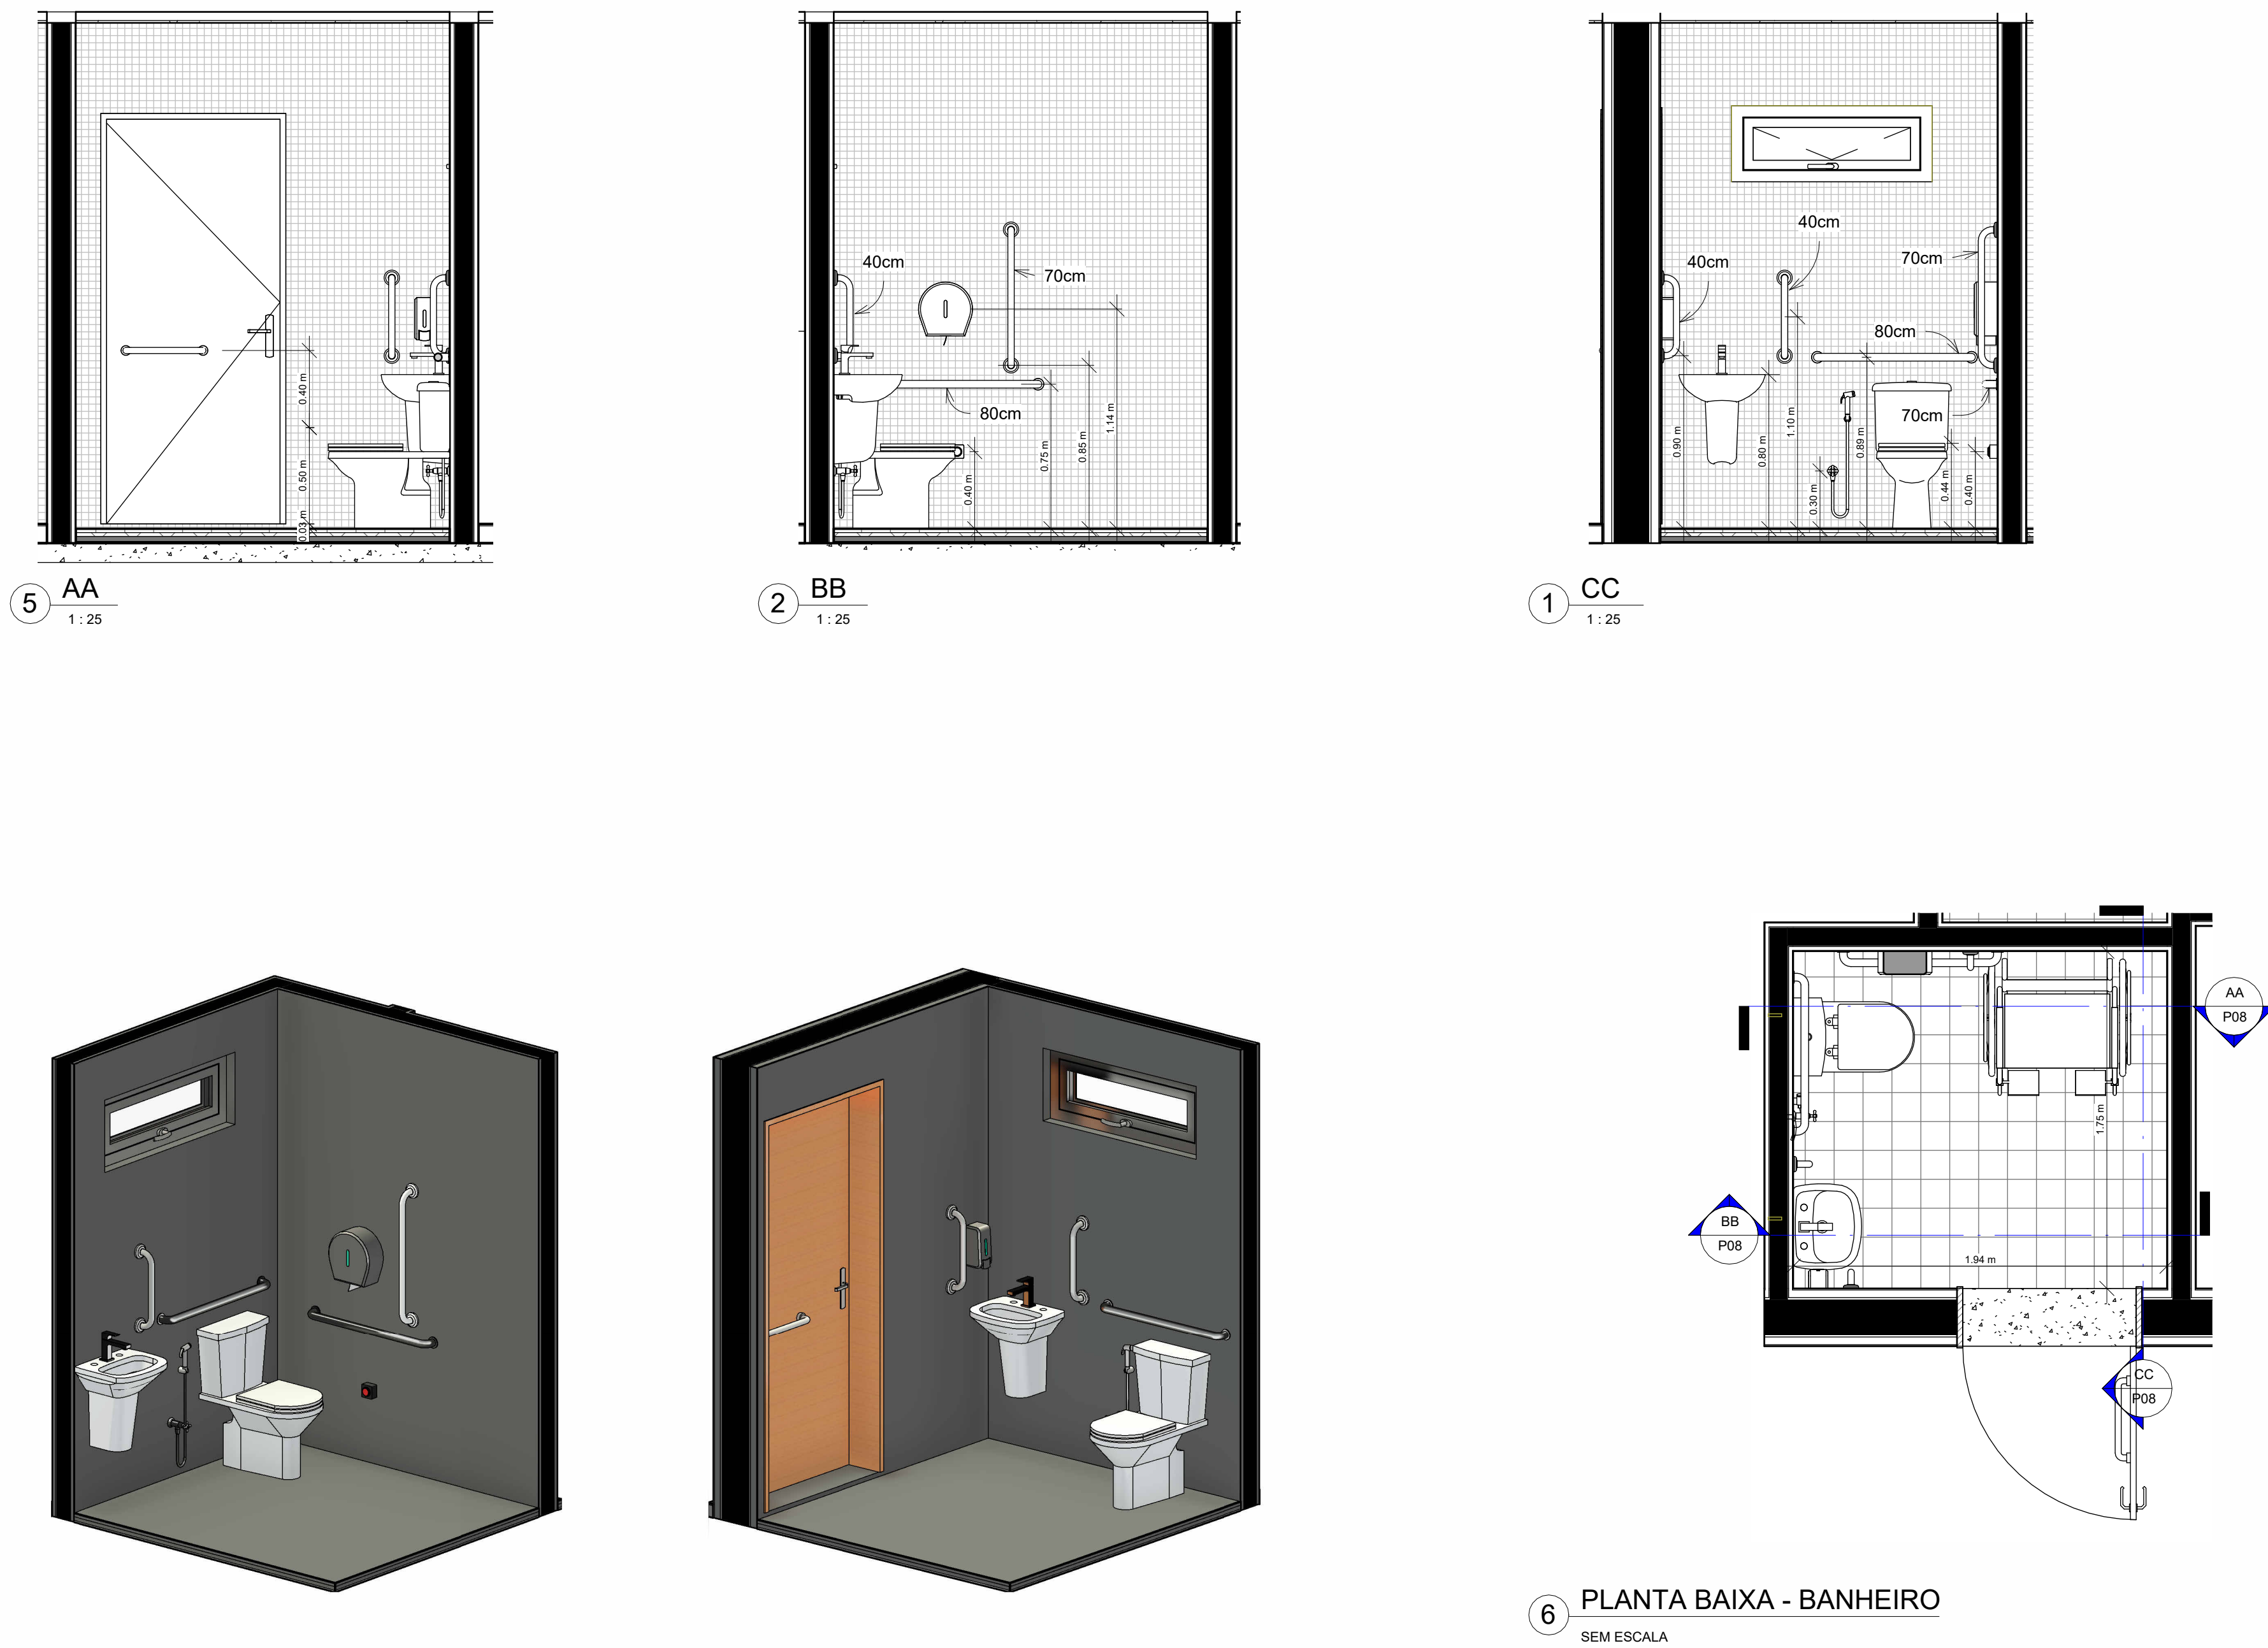 0.40 m
0.50 m
0.03 m
5
AA
1 : 25
40cm
70cm
80cm
0.40 m
0.75 m
0.85 m
1.14 m
2
BB
1 : 25
40cm
40cm
70cm
80cm
70cm
0.90 m
0.80 m
1.10 m
0.30 m
0.89 m
0.44 m
0.40 m
1
CC
1 : 25
AA
P08
1.75 m
BB
P08
1.94 m
CC
P08
6
PLANTA BAIXA - BANHEIRO
SEM ESCALA